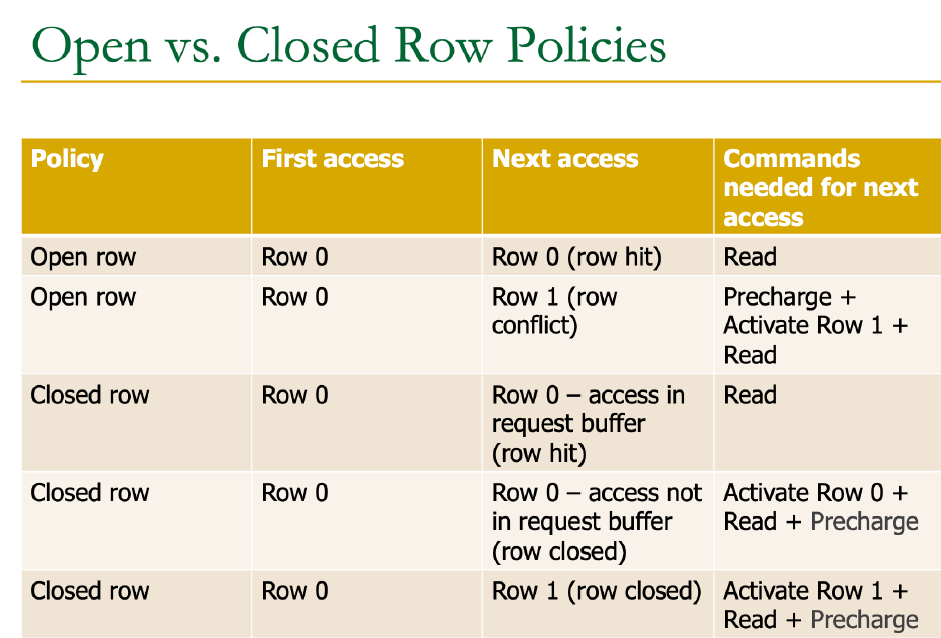 Open vs. Closed Row Policies
Policy
First access
Next access
Commands
needed for next
access
Open row
Row 0
Row 0 (row hit)
Read
Open row
Row 0
Row 1 (row
conflict)
Precharge +
Activate Row 1 +
Read
Closed row
Row 0
Row 0 – access in
request buffer
(row hit)
Read
Closed row
Row 0
Row 0 – access not
in request buffer
(row closed)
Activate Row 0 +
Read + Precharge
Closed row
Row 0
Row 1 (row closed)
Activate Row 1 +
Read + Precharge